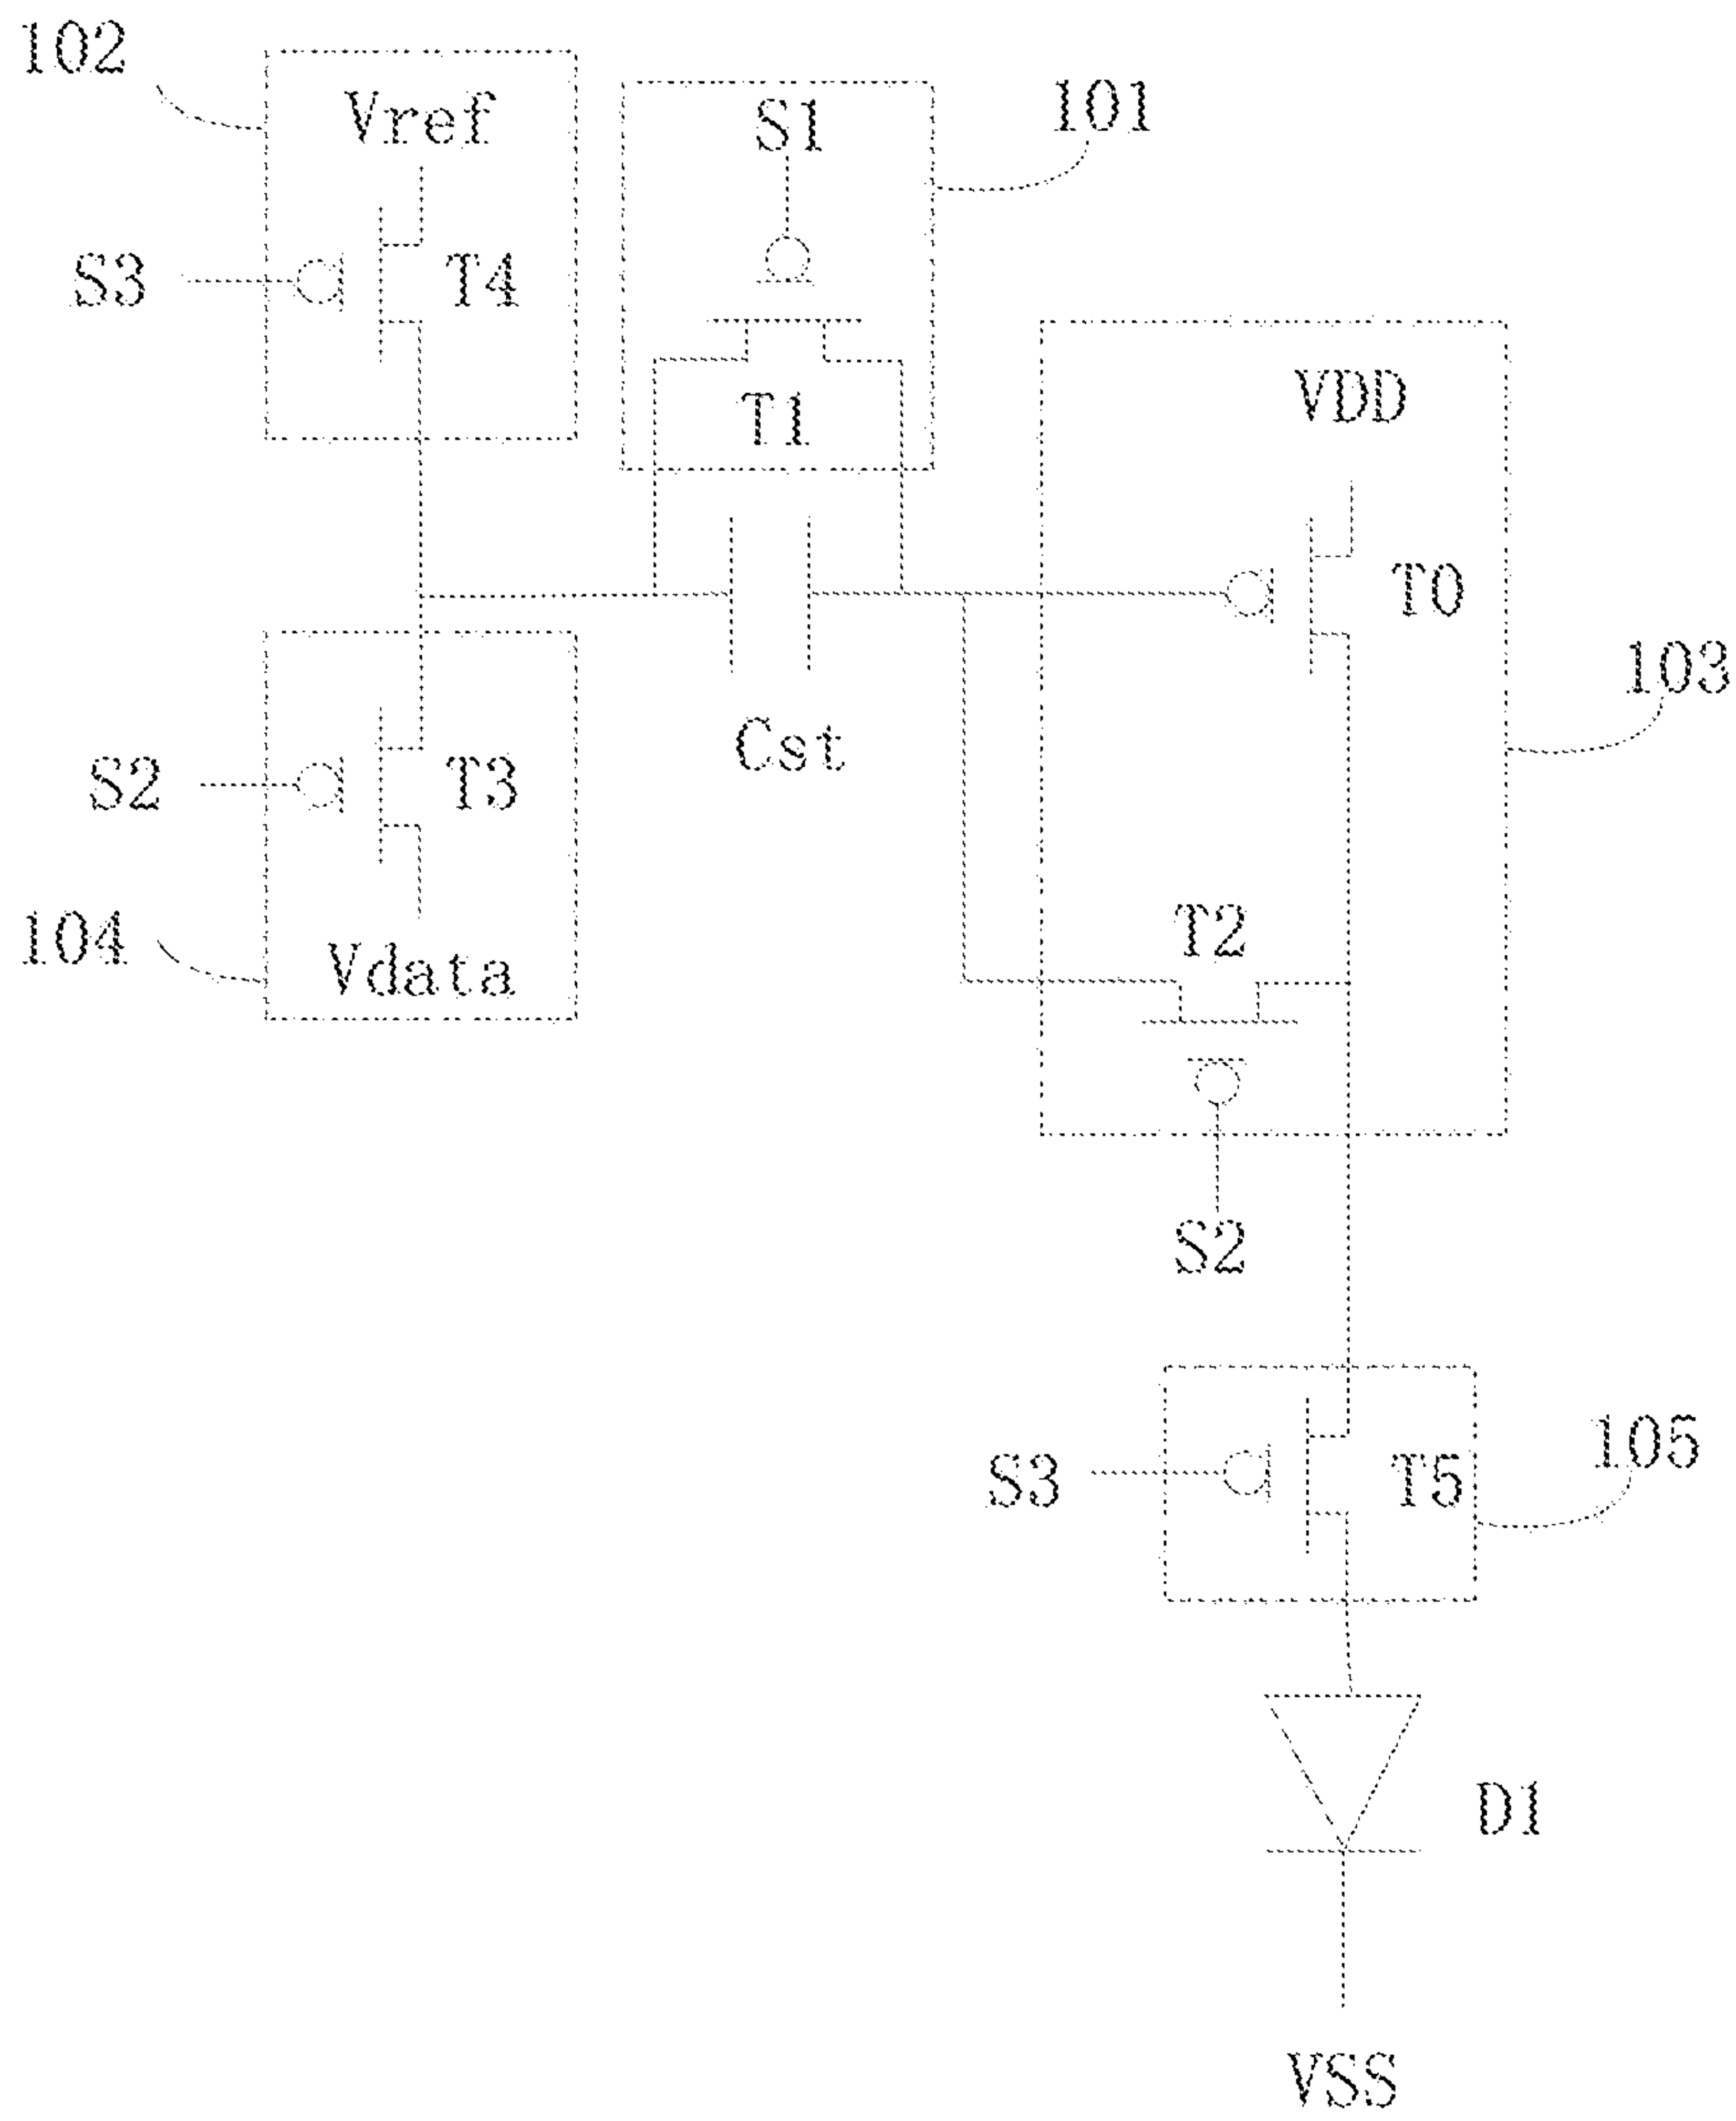 102
Vref
S1
101
S3
T4
T1
VDD
T0
103
S2
T3
Cst
104
Vdata
T2
S2
S3
T5
105
D1
VSS